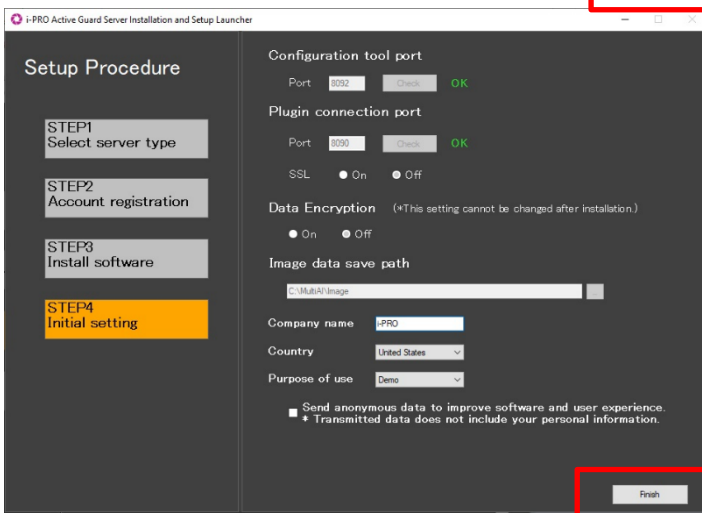 i-PRO Active Guard Server Installation and Setup Launcher
Setup Procedure
STEP1
Select server type
STEP2
Account registration
STEP3
Install software
STEP4
Initial setting
Configuration tool port
Port 8092 Check OK
Plugin connection port
Port 8090 Check OK
SSL On Off
Data Encryption (*This setting cannot be changed after installation.)
On Off
Image data save path
C:\MultiAI\Image ...
Company name i-PRO
Country United States
Purpose of use Demo
Send anonymous data to improve software and user experience.
* Transmitted data does not include your personal information.
Finish